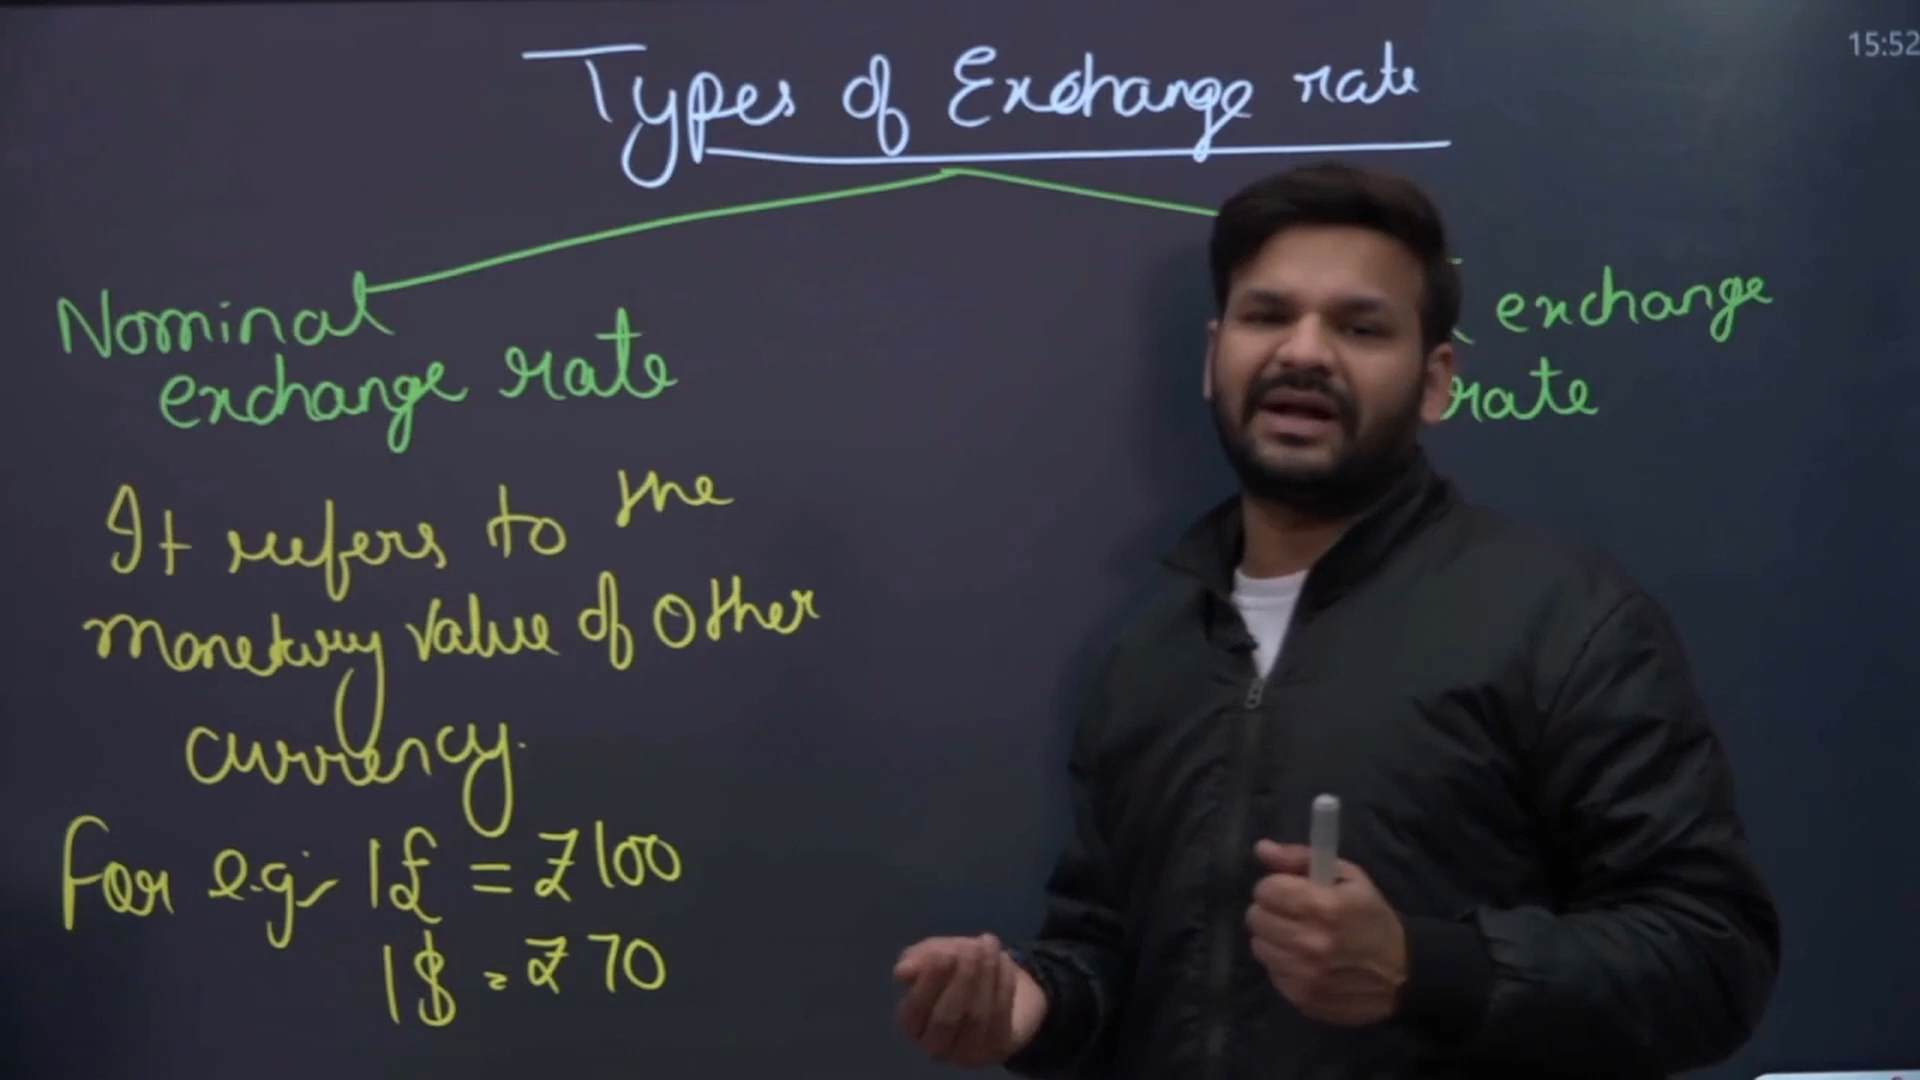 15:52
Types of Exchange rate
Nominal
exchange rate
exchange
rate
It refers to the
monetary value of other
currency.
For eg:- 1£ = ₹100
1$ = ₹70